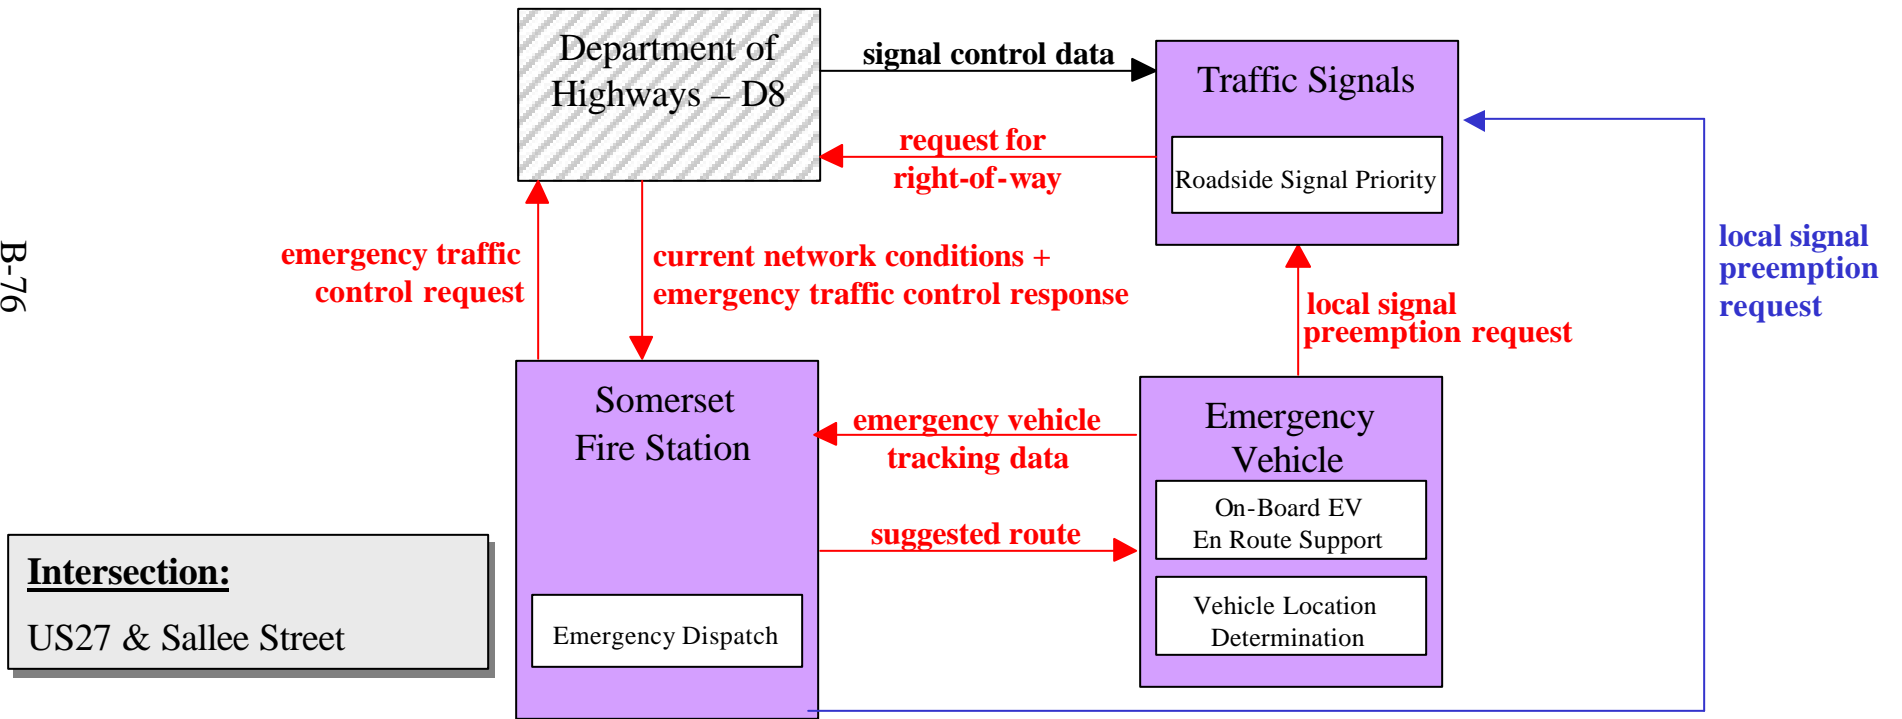 Department of
Highways – D8
signal control data
Traffic Signals
request for
right-of-way
Roadside Signal Priority
B-76
emergency traffic
control request
current network conditions +
emergency traffic control response
local signal
preemption request
local signal
preemption
request
Somerset
Fire Station
emergency vehicle
tracking data
Emergency
Vehicle
On-Board EV
En Route Support
suggested route
Vehicle Location
Determination
Emergency Dispatch
Intersection:
US27 & Sallee Street